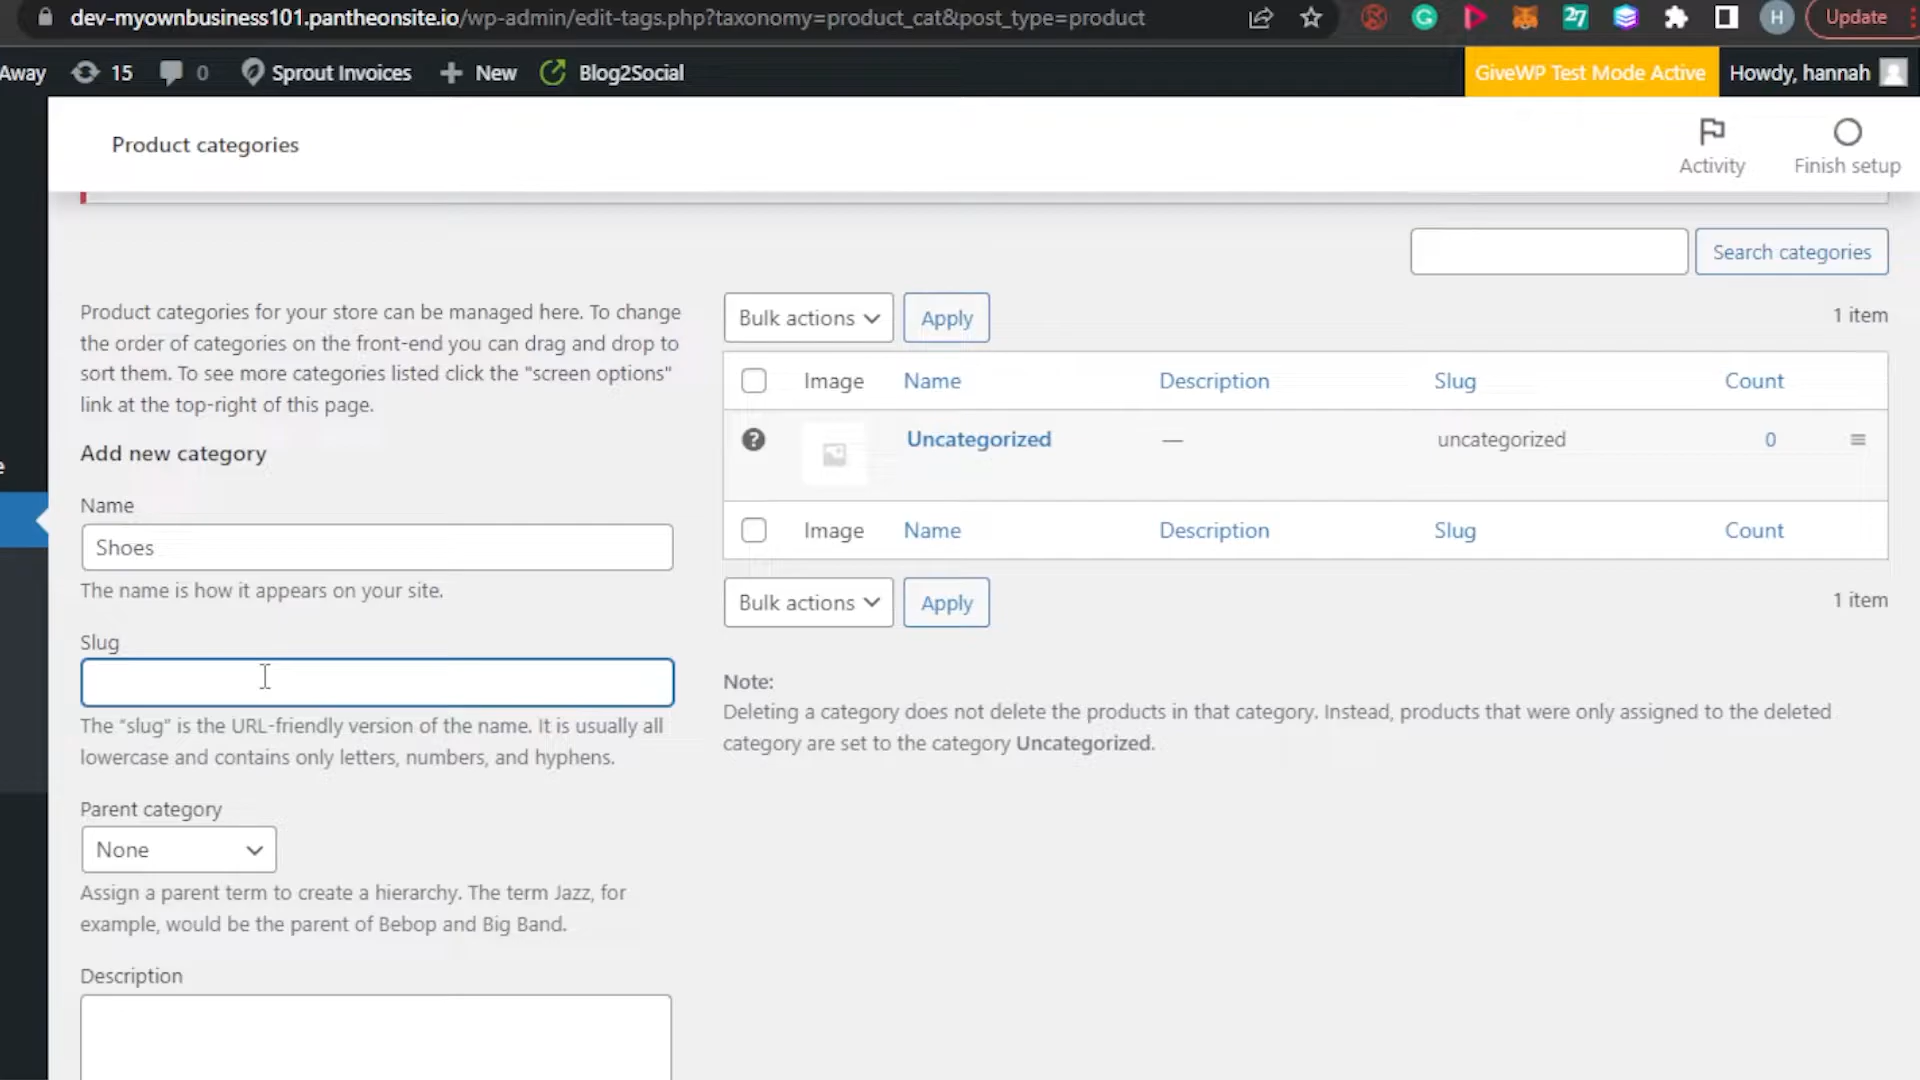 dev-myownbusiness101.pantheonsite.io/wp-admin/edit-tags.php?taxonomy=product_cat&post_type=product
G
27
H
Update
Away
15
0
Sprout Invoices
New
Blog2Social
GiveWP Test Mode Active
Howdy, hannah
Product categories
Activity
Finish setup
Search categories
Product categories for your store can be managed here. To change
the order of categories on the front-end you can drag and drop to
sort them. To see more categories listed click the "screen options"
link at the top-right of this page.
Add new category
Name
Shoes
The name is how it appears on your site.
Slug
The "slug" is the URL-friendly version of the name. It is usually all
lowercase and contains only letters, numbers, and hyphens.
Parent category
None
Assign a parent term to create a hierarchy. The term Jazz, for
example, would be the parent of Bebop and Big Band.
Description
Bulk actions
Apply
1 item
Image Name Description Slug Count
? Uncategorized — uncategorized 0
Image Name Description Slug Count
Bulk actions
Apply
1 item
Note:
Deleting a category does not delete the products in that category. Instead, products that were only assigned to the deleted
category are set to the category Uncategorized.